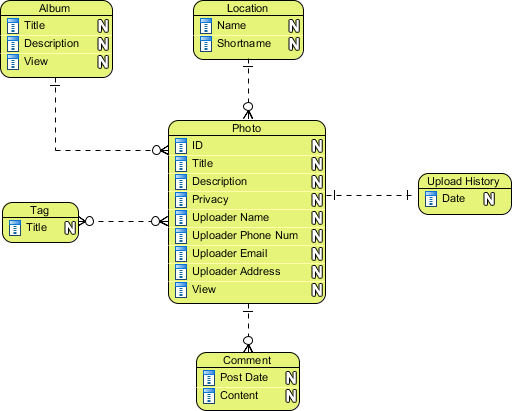 Album
Title
Description
View
Location
Name
Shortname
Photo
ID
Title
Description
Privacy
Uploader Name
Uploader Phone Num
Uploader Email
Uploader Address
View
Tag
Title
Upload History
Date
Comment
Post Date
Content